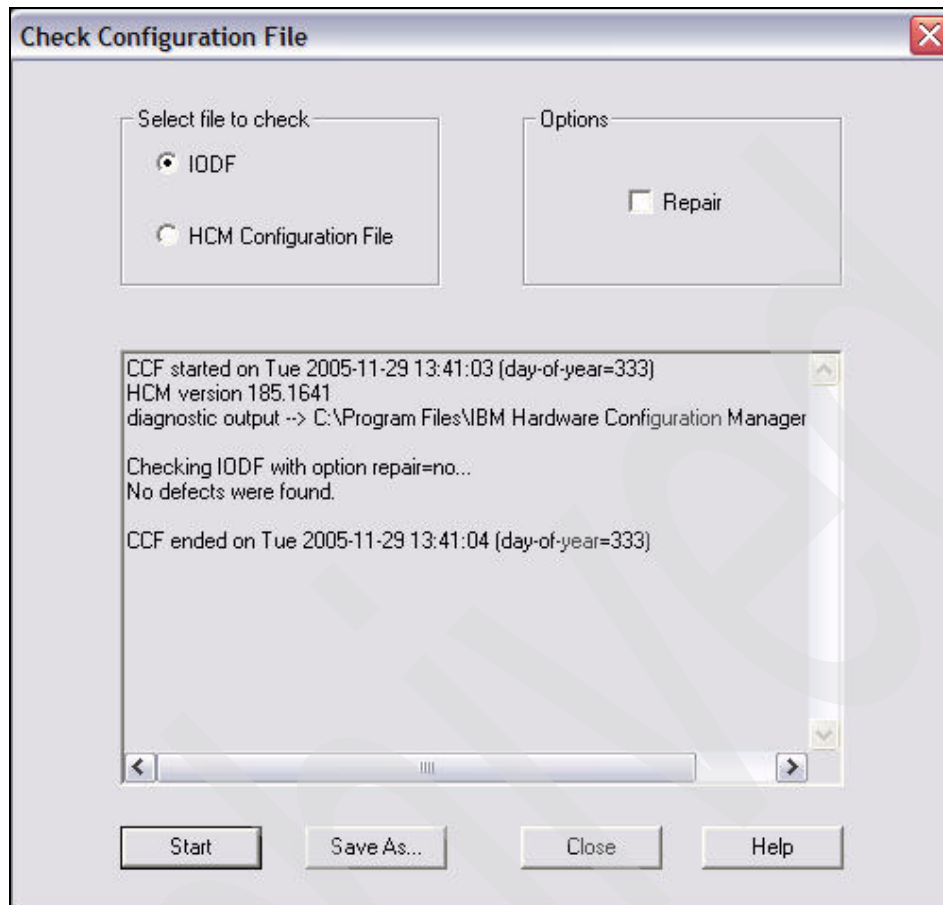 Check Configuration File
Select file to check
Options
IODF
Repair
HCM Configuration File
CCF started on Tue 2005-11-29 13:41:03 (day-of-year=333)
HCM version 185.1641
diagnostic output --> C:\Program Files\IBM Hardware Configuration Manager
Checking IODF with option repair=no...
No defects were found.
CCF ended on Tue 2005-11-29 13:41:04 (day-of-year=333)
Start
Save As...
Close
Help